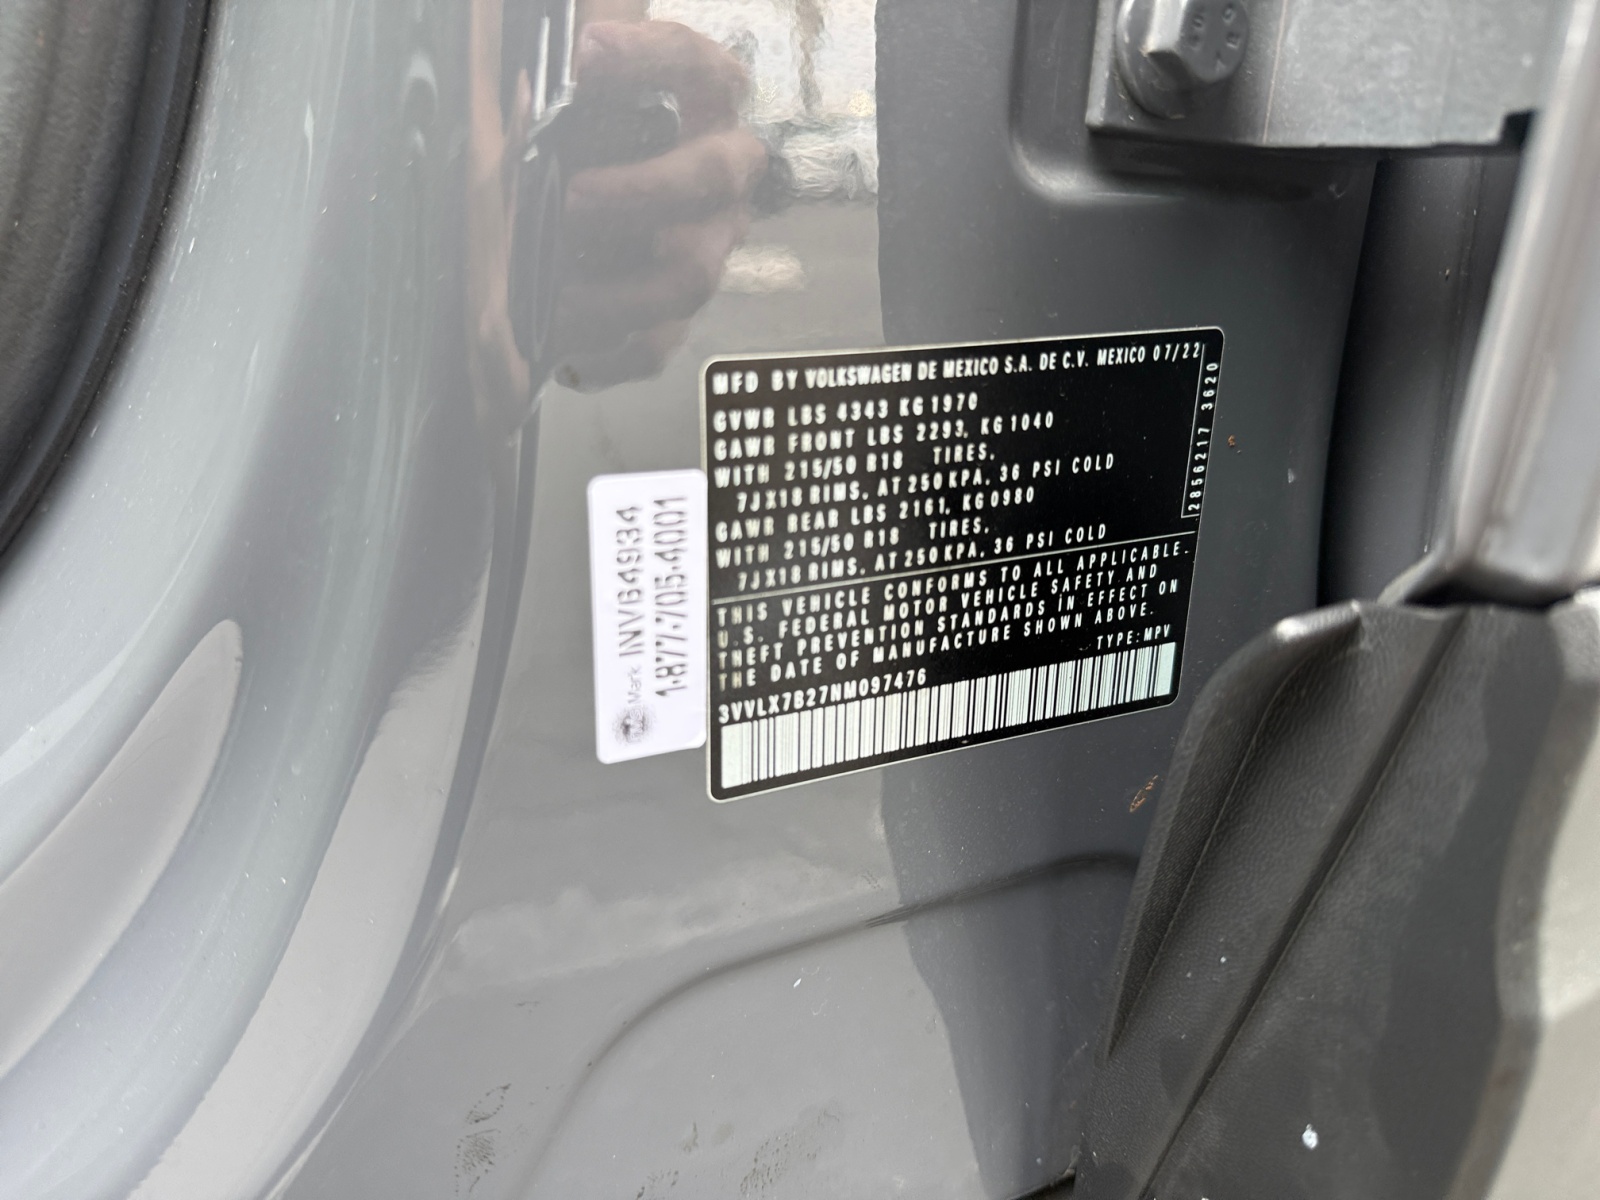 MFD BY VOLKSWAGEN DE MEXICO S.A. DE C.V. MEXICO 07/22
GVWR LBS 4343 KG 1970
GAWR FRONT LBS 2293, KG 1040
WITH 215/50 R18 TIRES,
7JX18 RIMS, AT 250 KPA, 36 PSI COLD
GAWR REAR LBS 2161, KG 0980
WITH 215/50 R18 TIRES,
7JX18 RIMS, AT 250 KPA, 36 PSI COLD
THIS VEHICLE CONFORMS TO ALL APPLICABLE
U.S. FEDERAL MOTOR VEHICLE SAFETY AND
THEFT PREVENTION STANDARDS IN EFFECT ON
THE DATE OF MANUFACTURE SHOWN ABOVE.
TYPE: MPV
3VVLX7B27NM097476
2856217 3620
Mark INV64934
1-877-705-4001